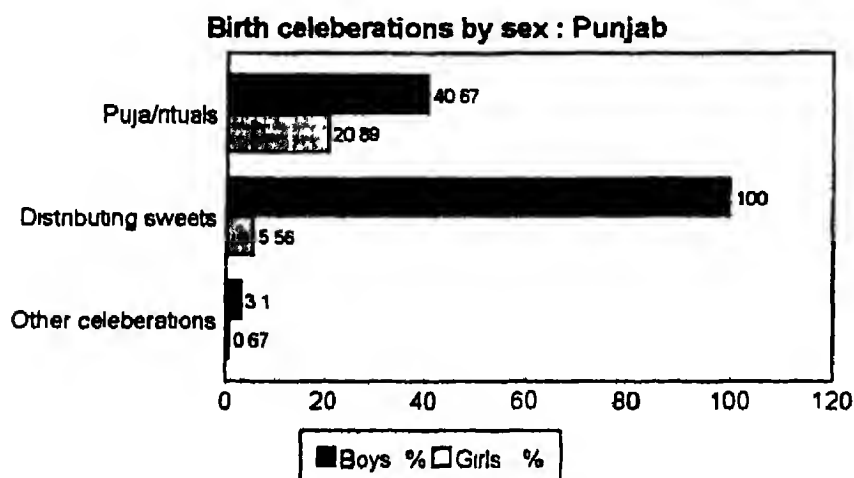 Birth celeberations by sex : Punjab
Puja/rituals
40 67
20 89
Distributing sweets
100
5 56
Other celeberations
3 1
0 67
0 20 40 60 80 100 120
Boys % Girls %